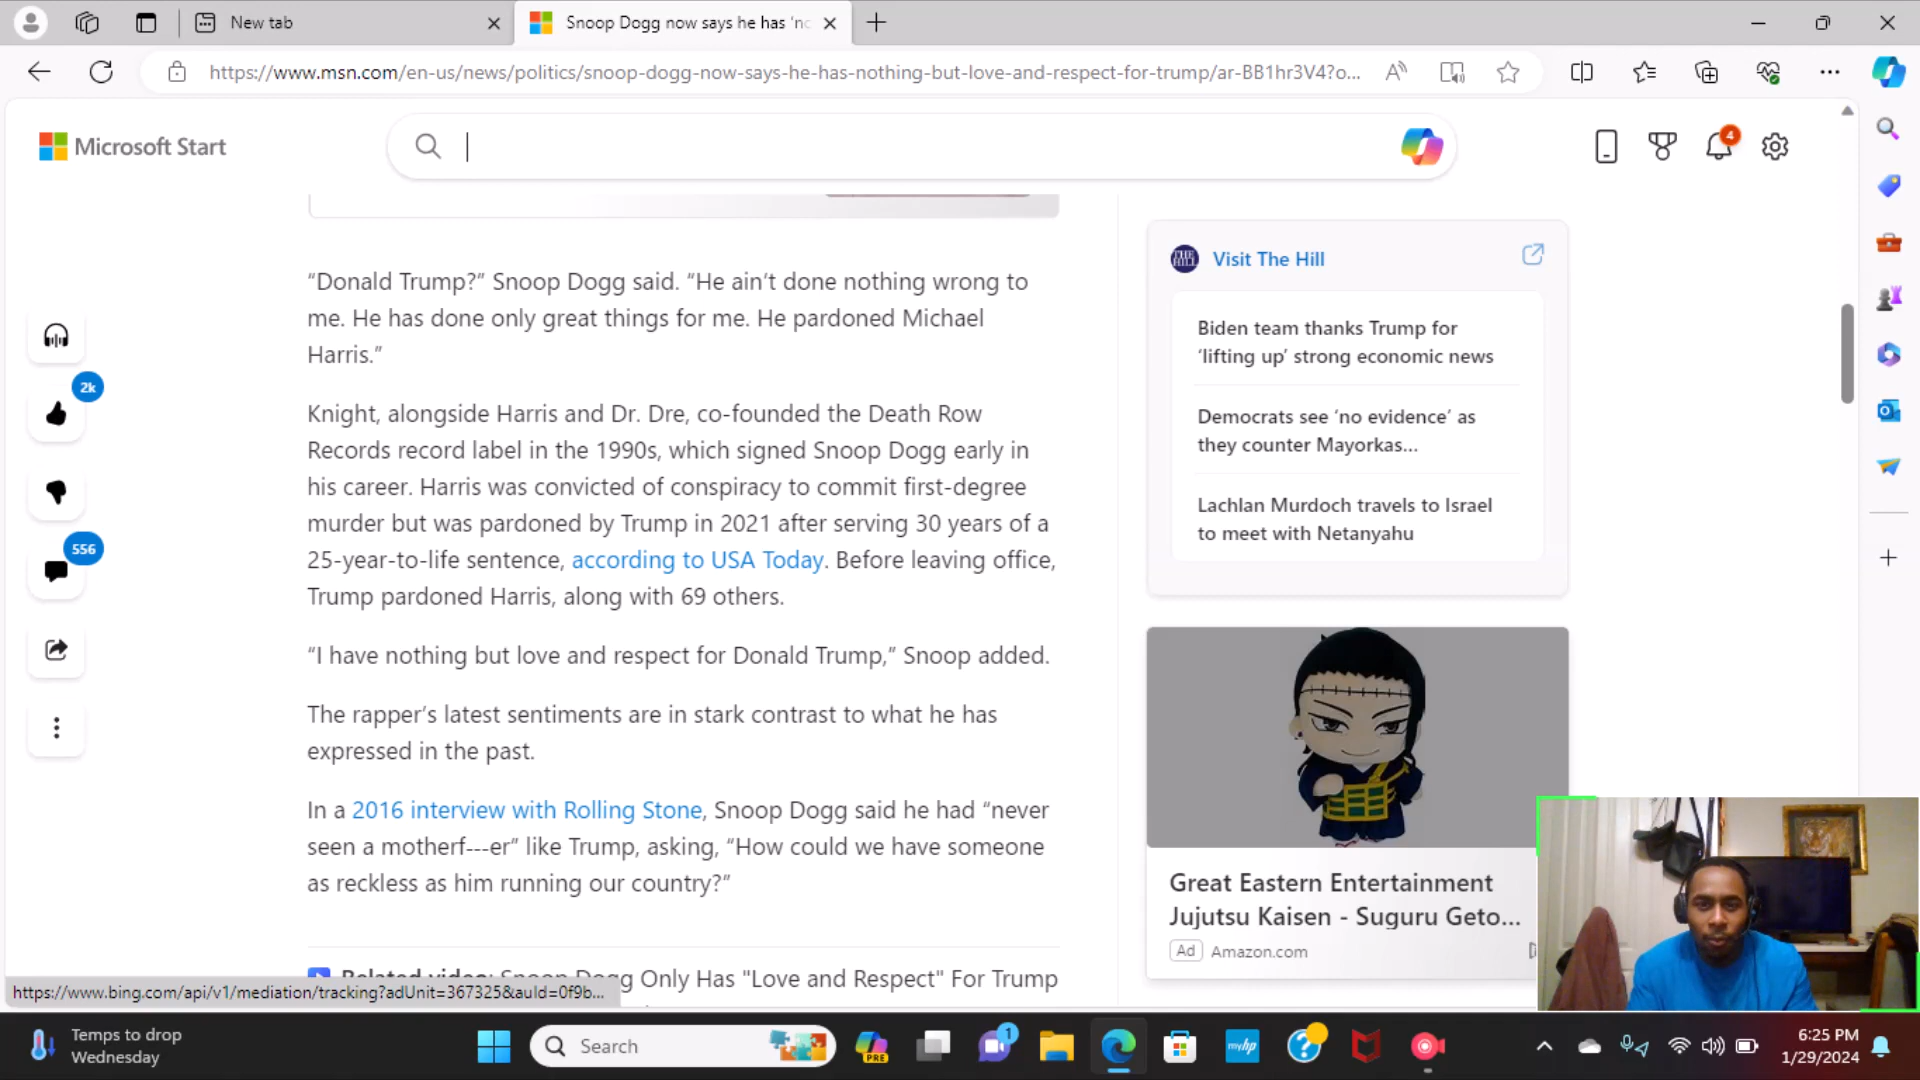 New tab
Snoop Dogg now says he has 'no
https://www.msn.com/en-us/news/politics/snoop-dogg-now-says-he-has-nothing-but-love-and-respect-for-trump/ar-BB1hr3V4?o...
Microsoft Start
4
"Donald Trump?" Snoop Dogg said. "He ain't done nothing wrong to
me. He has done only great things for me. He pardoned Michael
Harris."
2k
Knight, alongside Harris and Dr. Dre, co-founded the Death Row
Records record label in the 1990s, which signed Snoop Dogg early in
his career. Harris was convicted of conspiracy to commit first-degree
murder but was pardoned by Trump in 2021 after serving 30 years of a
25-year-to-life sentence, according to USA Today. Before leaving office,
Trump pardoned Harris, along with 69 others.
556
"I have nothing but love and respect for Donald Trump," Snoop added.
The rapper's latest sentiments are in stark contrast to what he has
expressed in the past.
In a 2016 interview with Rolling Stone, Snoop Dogg said he had "never
seen a motherf---er" like Trump, asking, "How could we have someone
as reckless as him running our country?"
Related video: Snoop Dogg Only Has "Love and Respect" For Trump
THE HILL
Visit The Hill
Biden team thanks Trump for
'lifting up' strong economic news
Democrats see 'no evidence' as
they counter Mayorkas...
Lachlan Murdoch travels to Israel
to meet with Netanyahu
Great Eastern Entertainment
Jujutsu Kaisen - Suguru Geto...
Ad Amazon.com
https://www.bing.com/api/v1/mediation/tracking?adUnit=367325&auId=0f9b...
Temps to drop
Wednesday
Search
PRE
1
myhp
6:25 PM
1/29/2024